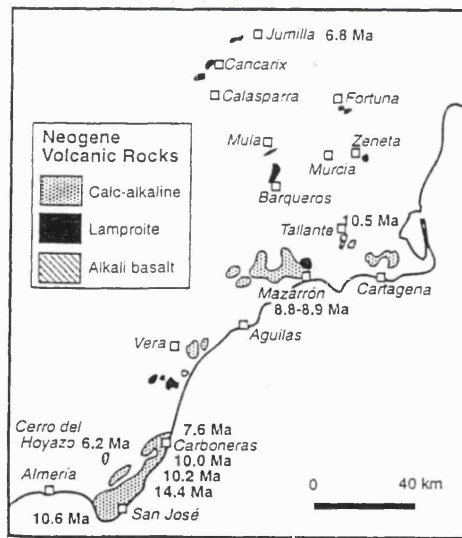 Jumilla 6.8 Ma
Cancarix
Calasparra
Fortuna
Neogene
Volcanic Rocks
Calc-alkaline
Lamproite
Alkali basalt
Mula
Zeneta
Murcia
Barqueros
10.5 Ma
Tallante
Mazarrón
Cartagena
8.8-8.9 Ma
Aguilas
Vera
Cerro del
Hoyazo
6.2 Ma
7.6 Ma
Carboneras
10.0 Ma
10.2 Ma
14.4 Ma
Almería
10.6 Ma
San José
0 40 km